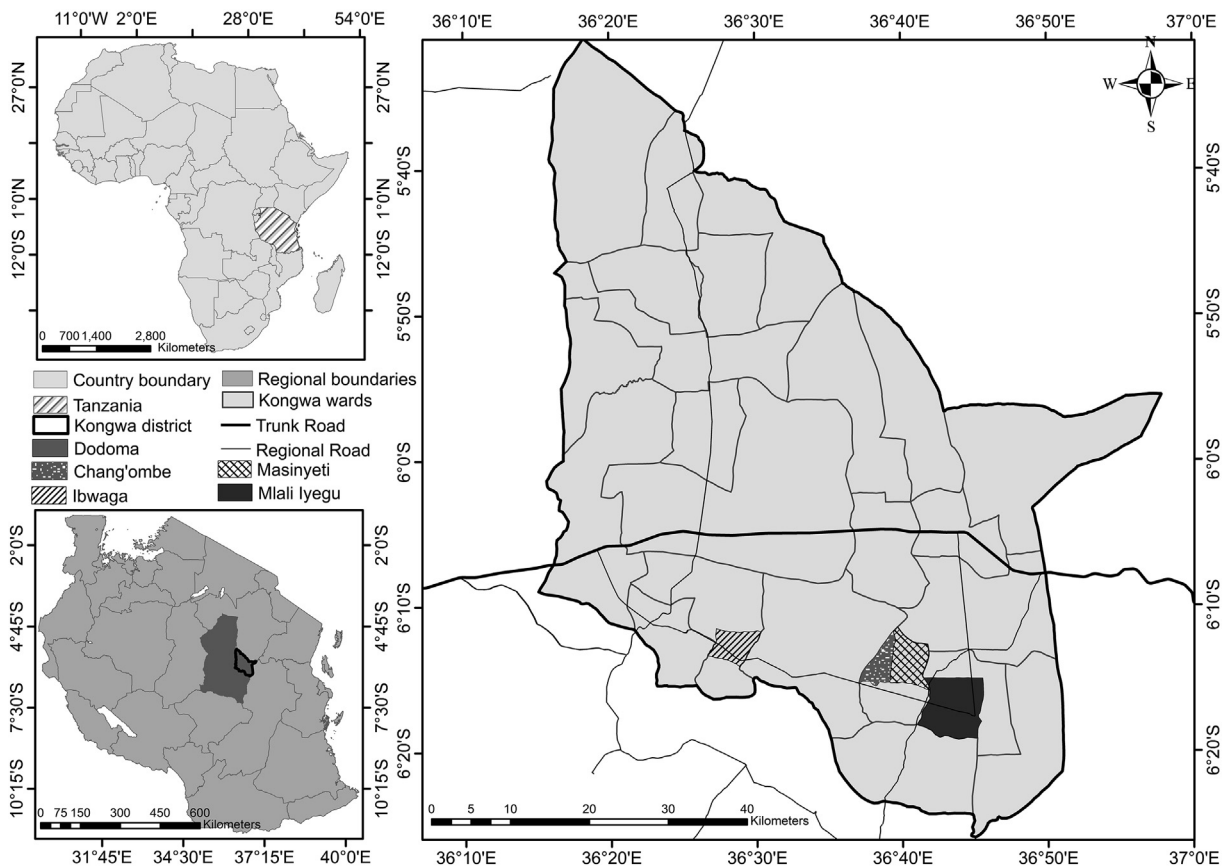 11°0'W 2°0'E 28°0'E 54°0'E
27°0'N
1°0'N
12°0'S
27°0'N
1°0'N
12°0'S
0 700 1,400 2,800
Kilometers
Country boundary
Tanzania
Kongwa district
Dodoma
Chang'ombe
Ibwaga
Regional boundaries
Kongwa wards
Trunk Road
Regional Road
Masinyeti
Mlali Iyegu
2°0'S
4°45'S
7°30'S
10°15'S
2°0'S
4°45'S
7°30'S
10°15'S
0 75 150 300 450 600
Kilometers
31°45'E 34°30'E 37°15'E 40°0'E
36°10'E 36°20'E 36°30'E 36°40'E 36°50'E 37°0'E
N
W E
S
5°40'S
5°50'S
6°0'S
6°10'S
6°20'S
5°40'S
5°50'S
6°0'S
6°10'S
6°20'S
0 5 10 20 30 40
Kilometers
36°10'E 36°20'E 36°30'E 36°40'E 36°50'E 37°0'E